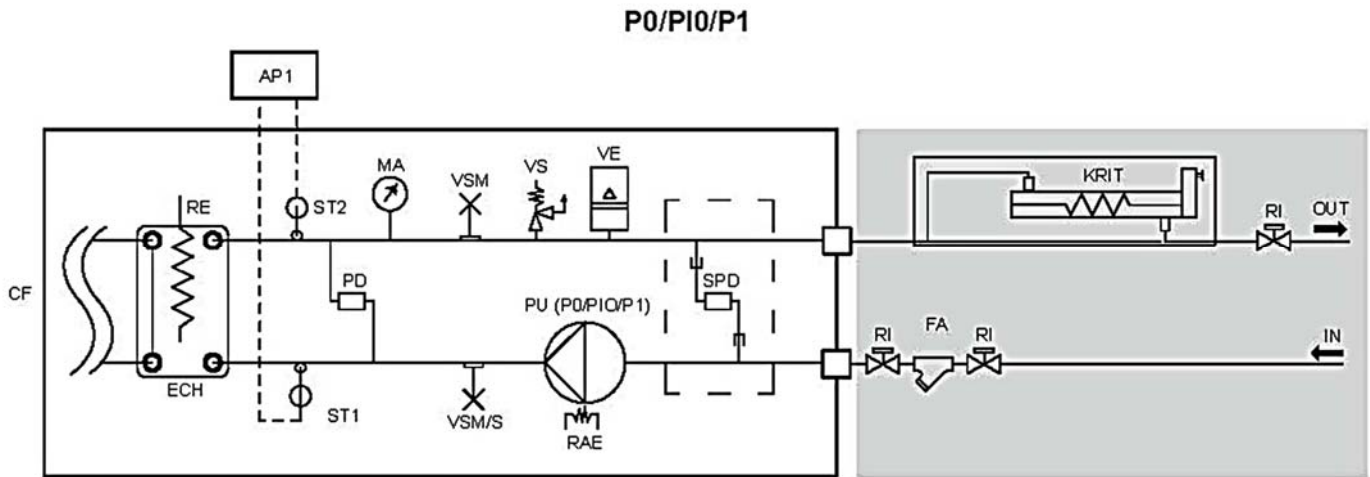 P0/PI0/P1
AP1
MA
VSM
VS
VE
KRIT
RE
ST2
RI
OUT
CF
PD
SPD
PU (P0/PIO/P1)
RI
FA
RI
IN
ECH
ST1
VSM/S
RAE